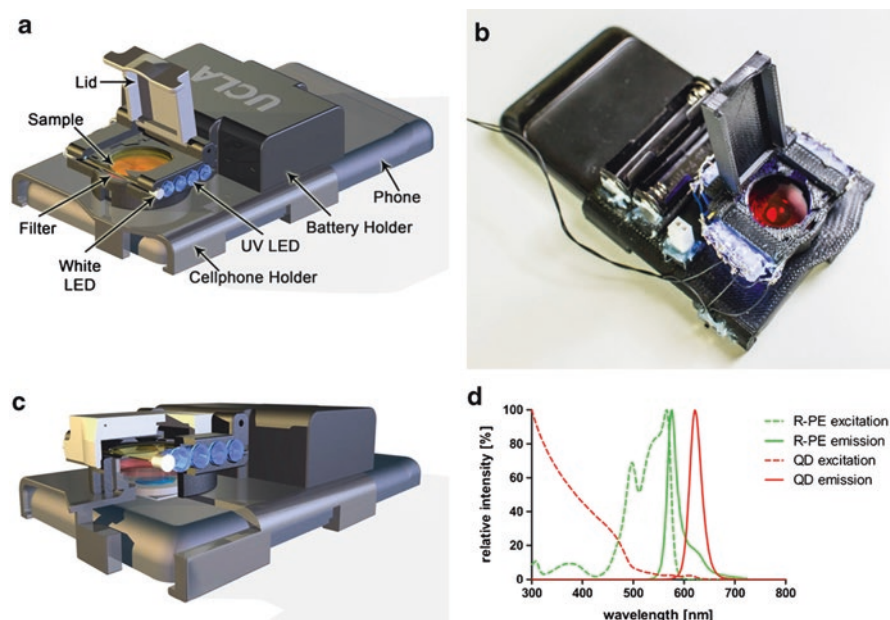 a
Lid
UCLA
Sample
Filter
White
LED
UV LED
Cellphone Holder
Battery Holder
Phone
b
c
d
relative intensity [%]
100
80
60
40
20
0
300 400 500 600 700 800
wavelength [nm]
R-PE excitation
R-PE emission
QD excitation
QD emission